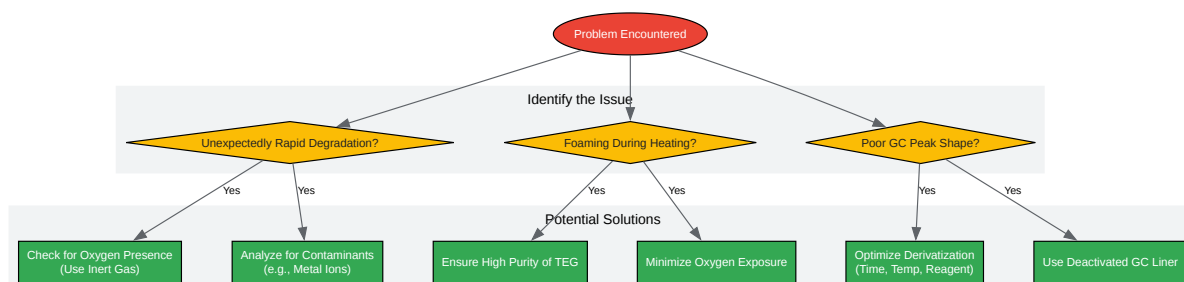 Problem Encountered
Identify the Issue
Unexpectedly Rapid Degradation?
Foaming During Heating?
Poor GC Peak Shape?
Yes
Yes
Yes
Yes
Yes
Yes
Potential Solutions
Check for Oxygen Presence
(Use Inert Gas)
Analyze for Contaminants
(e.g., Metal Ions)
Ensure High Purity of TEG
Minimize Oxygen Exposure
Optimize Derivatization
(Time, Temp, Reagent)
Use Deactivated GC Liner